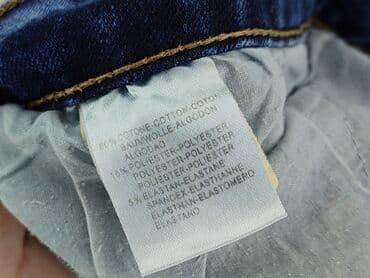 80% COTONE-COTTON-COTON
BAUMWOLLE-ALGODON
ALGODAO
15% POLIESTER-POLYESTER
POLYESTER-POLYESTER
POLIESTER-POLIESTER
5% ELASTAN-ELASTANE
SPANDEX-ELASTHANNE
ELASTHAN-ELASTOMERO
ELASTANO